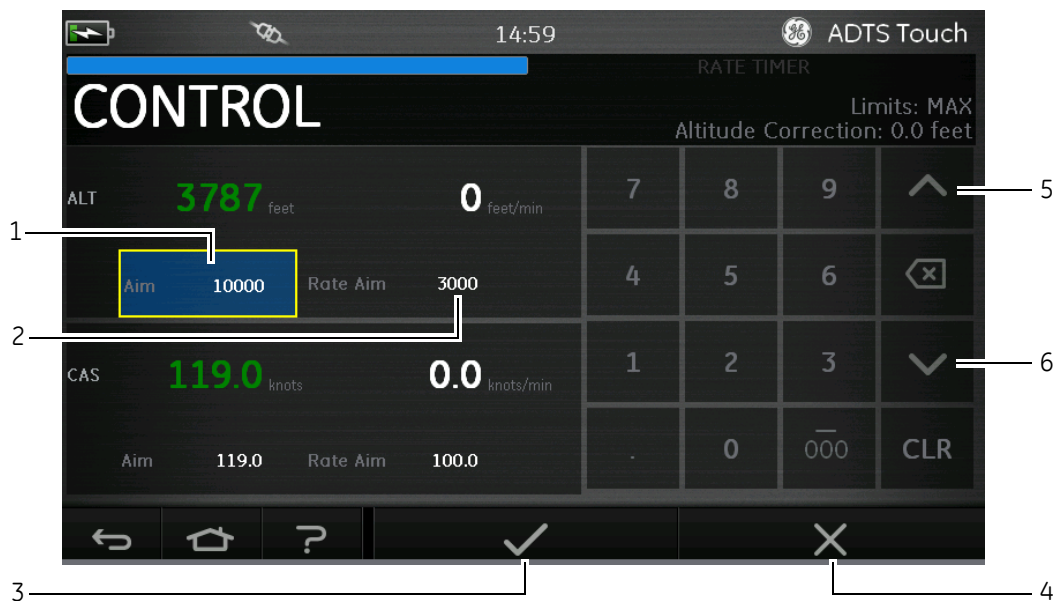 14:59 ADTS Touch
RATE TIMER
CONTROL
Limits: MAX
Altitude Correction: 0.0 feet
ALT 3787 feet 0 feet/min
Aim 10000 Rate Aim 3000
CAS 119.0 knots 0.0 knots/min
Aim 119.0 Rate Aim 100.0
7 8 9
4 5 6
1 2 3
. 0 000 CLR
?
1
2
3
4
5
6